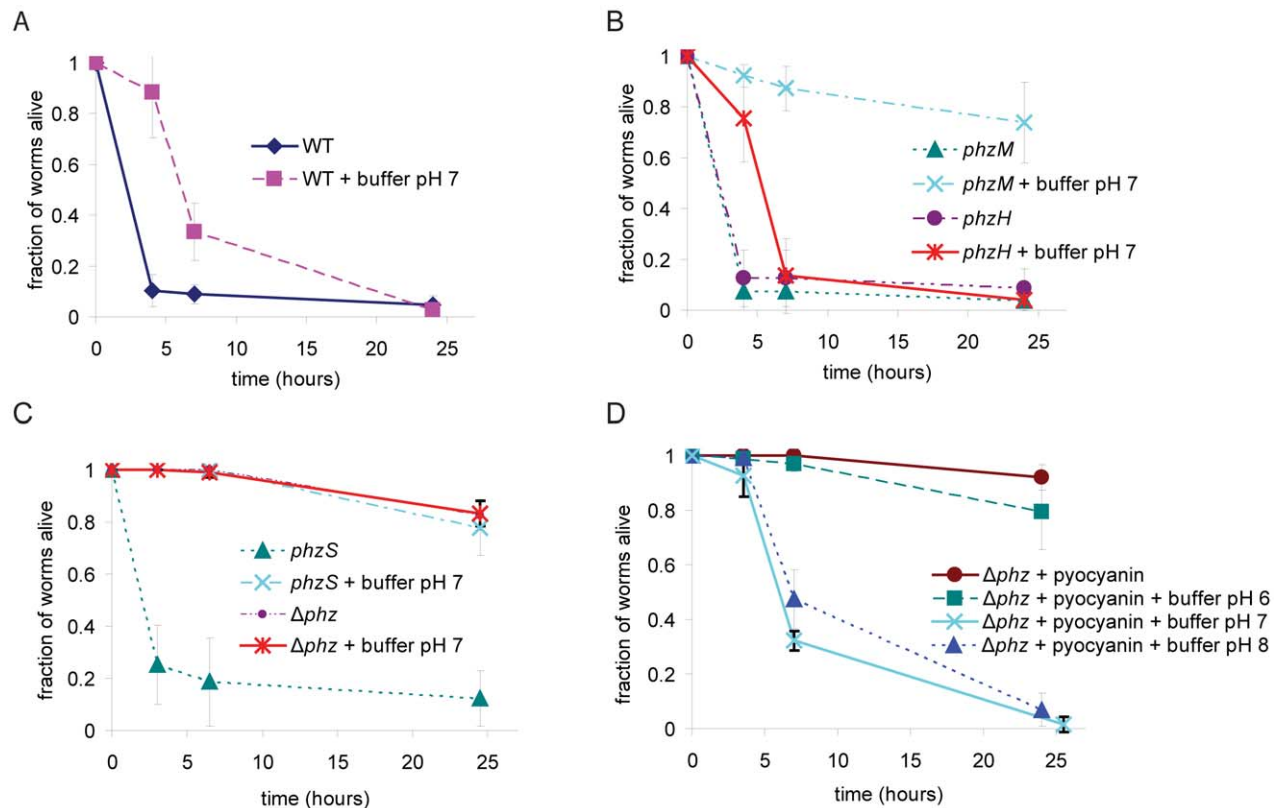 A
fraction of worms alive
1
0.8
0.6
0.4
0.2
0
0 5 10 15 20 25
time (hours)
WT
WT + buffer pH 7
B
fraction of worms alive
1
0.8
0.6
0.4
0.2
0
0 5 10 15 20 25
time (hours)
phzM
phzM + buffer pH 7
phzH
phzH + buffer pH 7
C
fraction of worms alive
1
0.8
0.6
0.4
0.2
0
0 5 10 15 20 25
time (hours)
phzS
phzS + buffer pH 7
Δphz
Δphz + buffer pH 7
D
fraction of worms alive
1
0.8
0.6
0.4
0.2
0
0 5 10 15 20 25
time (hours)
Δphz + pyocyanin
Δphz + pyocyanin + buffer pH 6
Δphz + pyocyanin + buffer pH 7
Δphz + pyocyanin + buffer pH 8